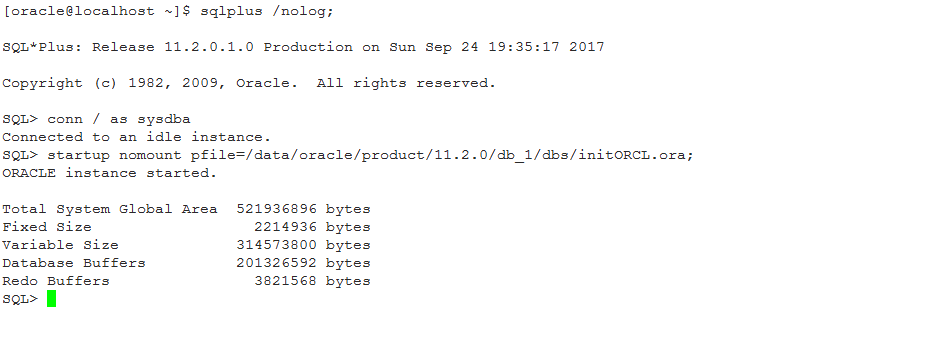 [oracle@localhost ~]$ sqlplus /nolog;
SQL*Plus: Release 11.2.0.1.0 Production on Sun Sep 24 19:35:17 2017
Copyright (c) 1982, 2009, Oracle.  All rights reserved.
SQL> conn / as sysdba
Connected to an idle instance.
SQL> startup nomount pfile=/data/oracle/product/11.2.0/db_1/dbs/initORCL.ora;
ORACLE instance started.
Total System Global Area  521936896 bytes
Fixed Size                  2214936 bytes
Variable Size             314573800 bytes
Database Buffers          201326592 bytes
Redo Buffers                3821568 bytes
SQL>